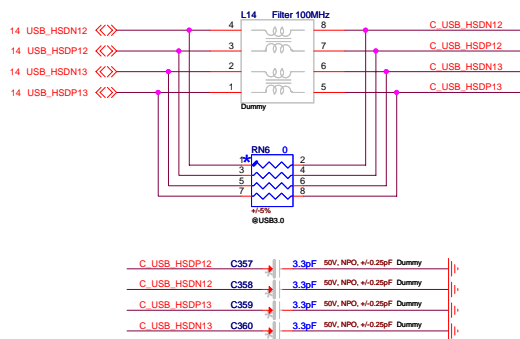 L14 Filter 100MHz
14 USB_HSDN12 4 8 C_USB_HSDN12
14 USB_HSDP12 3 7 C_USB_HSDP12
14 USB_HSDN13 2 6 C_USB_HSDN13
14 USB_HSDP13 1 5 C_USB_HSDP13
Dummy
RN6 0
1 2
3 4
5 6
7 8
+/-5%
@USB3.0
C_USB_HSDP12 C357 3.3pF 50V, NPO, +/-0.25pF Dummy
C_USB_HSDN12 C358 3.3pF 50V, NPO, +/-0.25pF Dummy
C_USB_HSDP13 C359 3.3pF 50V, NPO, +/-0.25pF Dummy
C_USB_HSDN13 C360 3.3pF 50V, NPO, +/-0.25pF Dummy